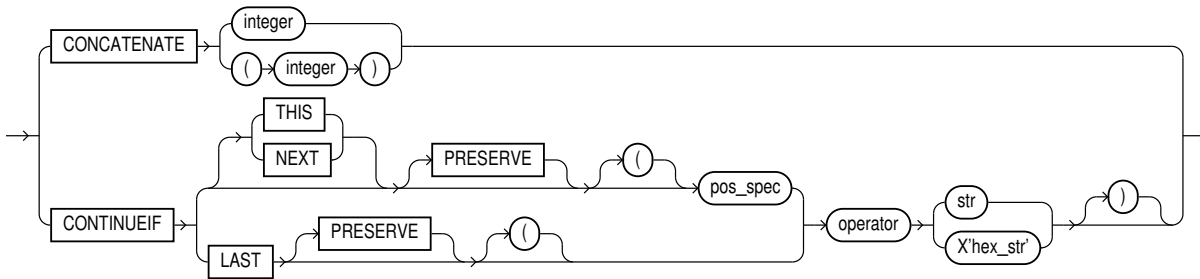 integer
CONCATENATE
( integer )
THIS
NEXT
PRESERVE
(
pos_spec
CONTINUEIF
operator
str
)
X'hex_str'
LAST
PRESERVE
(